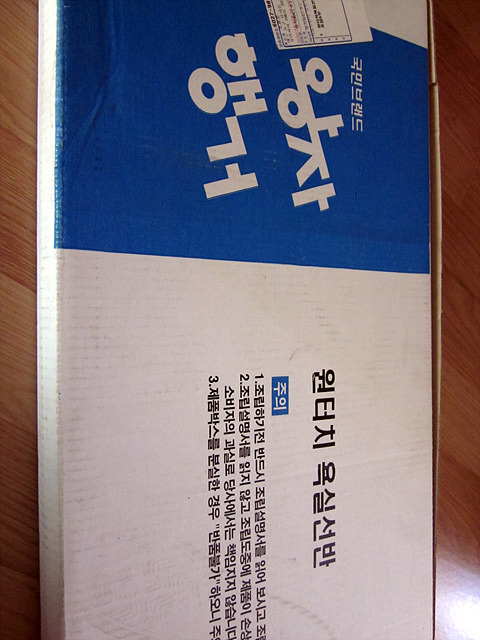 국민브랜드
왕자
행거
원터치 욕실선반
주의
1.조립하기전 반드시 조립설명서를 읽어 보시고 조
2.조립설명서를 읽지 않고 조립도중에 제품이 손상
소비자의 과실로 당사에서는 책임지지 않습니다
3.제품박스를 분실한 경우 "반품불가"하오니 주